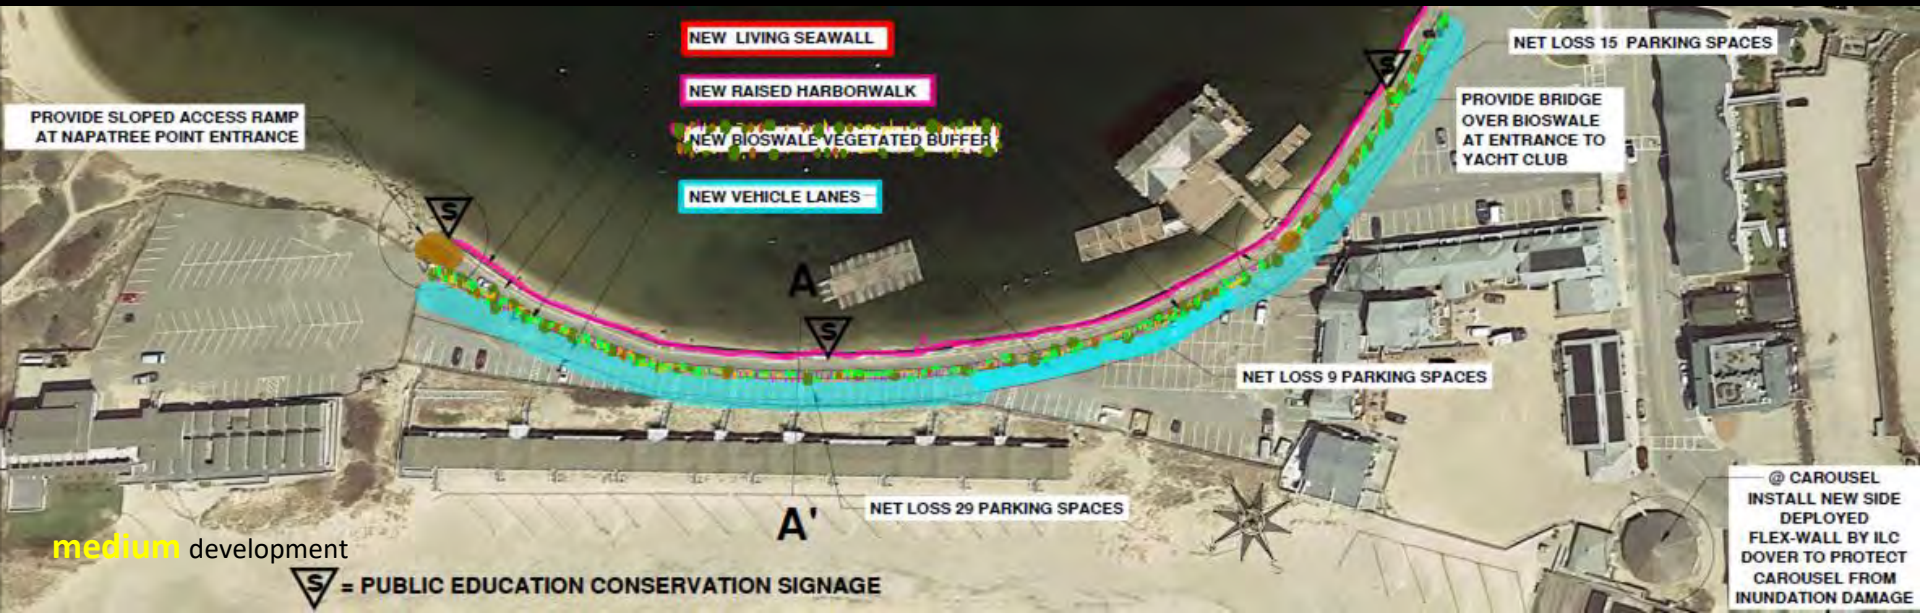 NEW LIVING SEAWALL
NEW RAISED HARBORWALK
NEW BIOSWALE VEGETATED BUFFER
NEW VEHICLE LANES
PROVIDE SLOPED ACCESS RAMP
AT NAPATREE POINT ENTRANCE
S
NET LOSS 15 PARKING SPACES
S
PROVIDE BRIDGE
OVER BIOSWALE
AT ENTRANCE TO
YACHT CLUB
A
S
NET LOSS 9 PARKING SPACES
NET LOSS 29 PARKING SPACES
A'
@ CAROUSEL
INSTALL NEW SIDE
DEPLOYED
FLEX-WALL BY ILC
DOVER TO PROTECT
CAROUSEL FROM
INUNDATION DAMAGE
medium development
S = PUBLIC EDUCATION CONSERVATION SIGNAGE